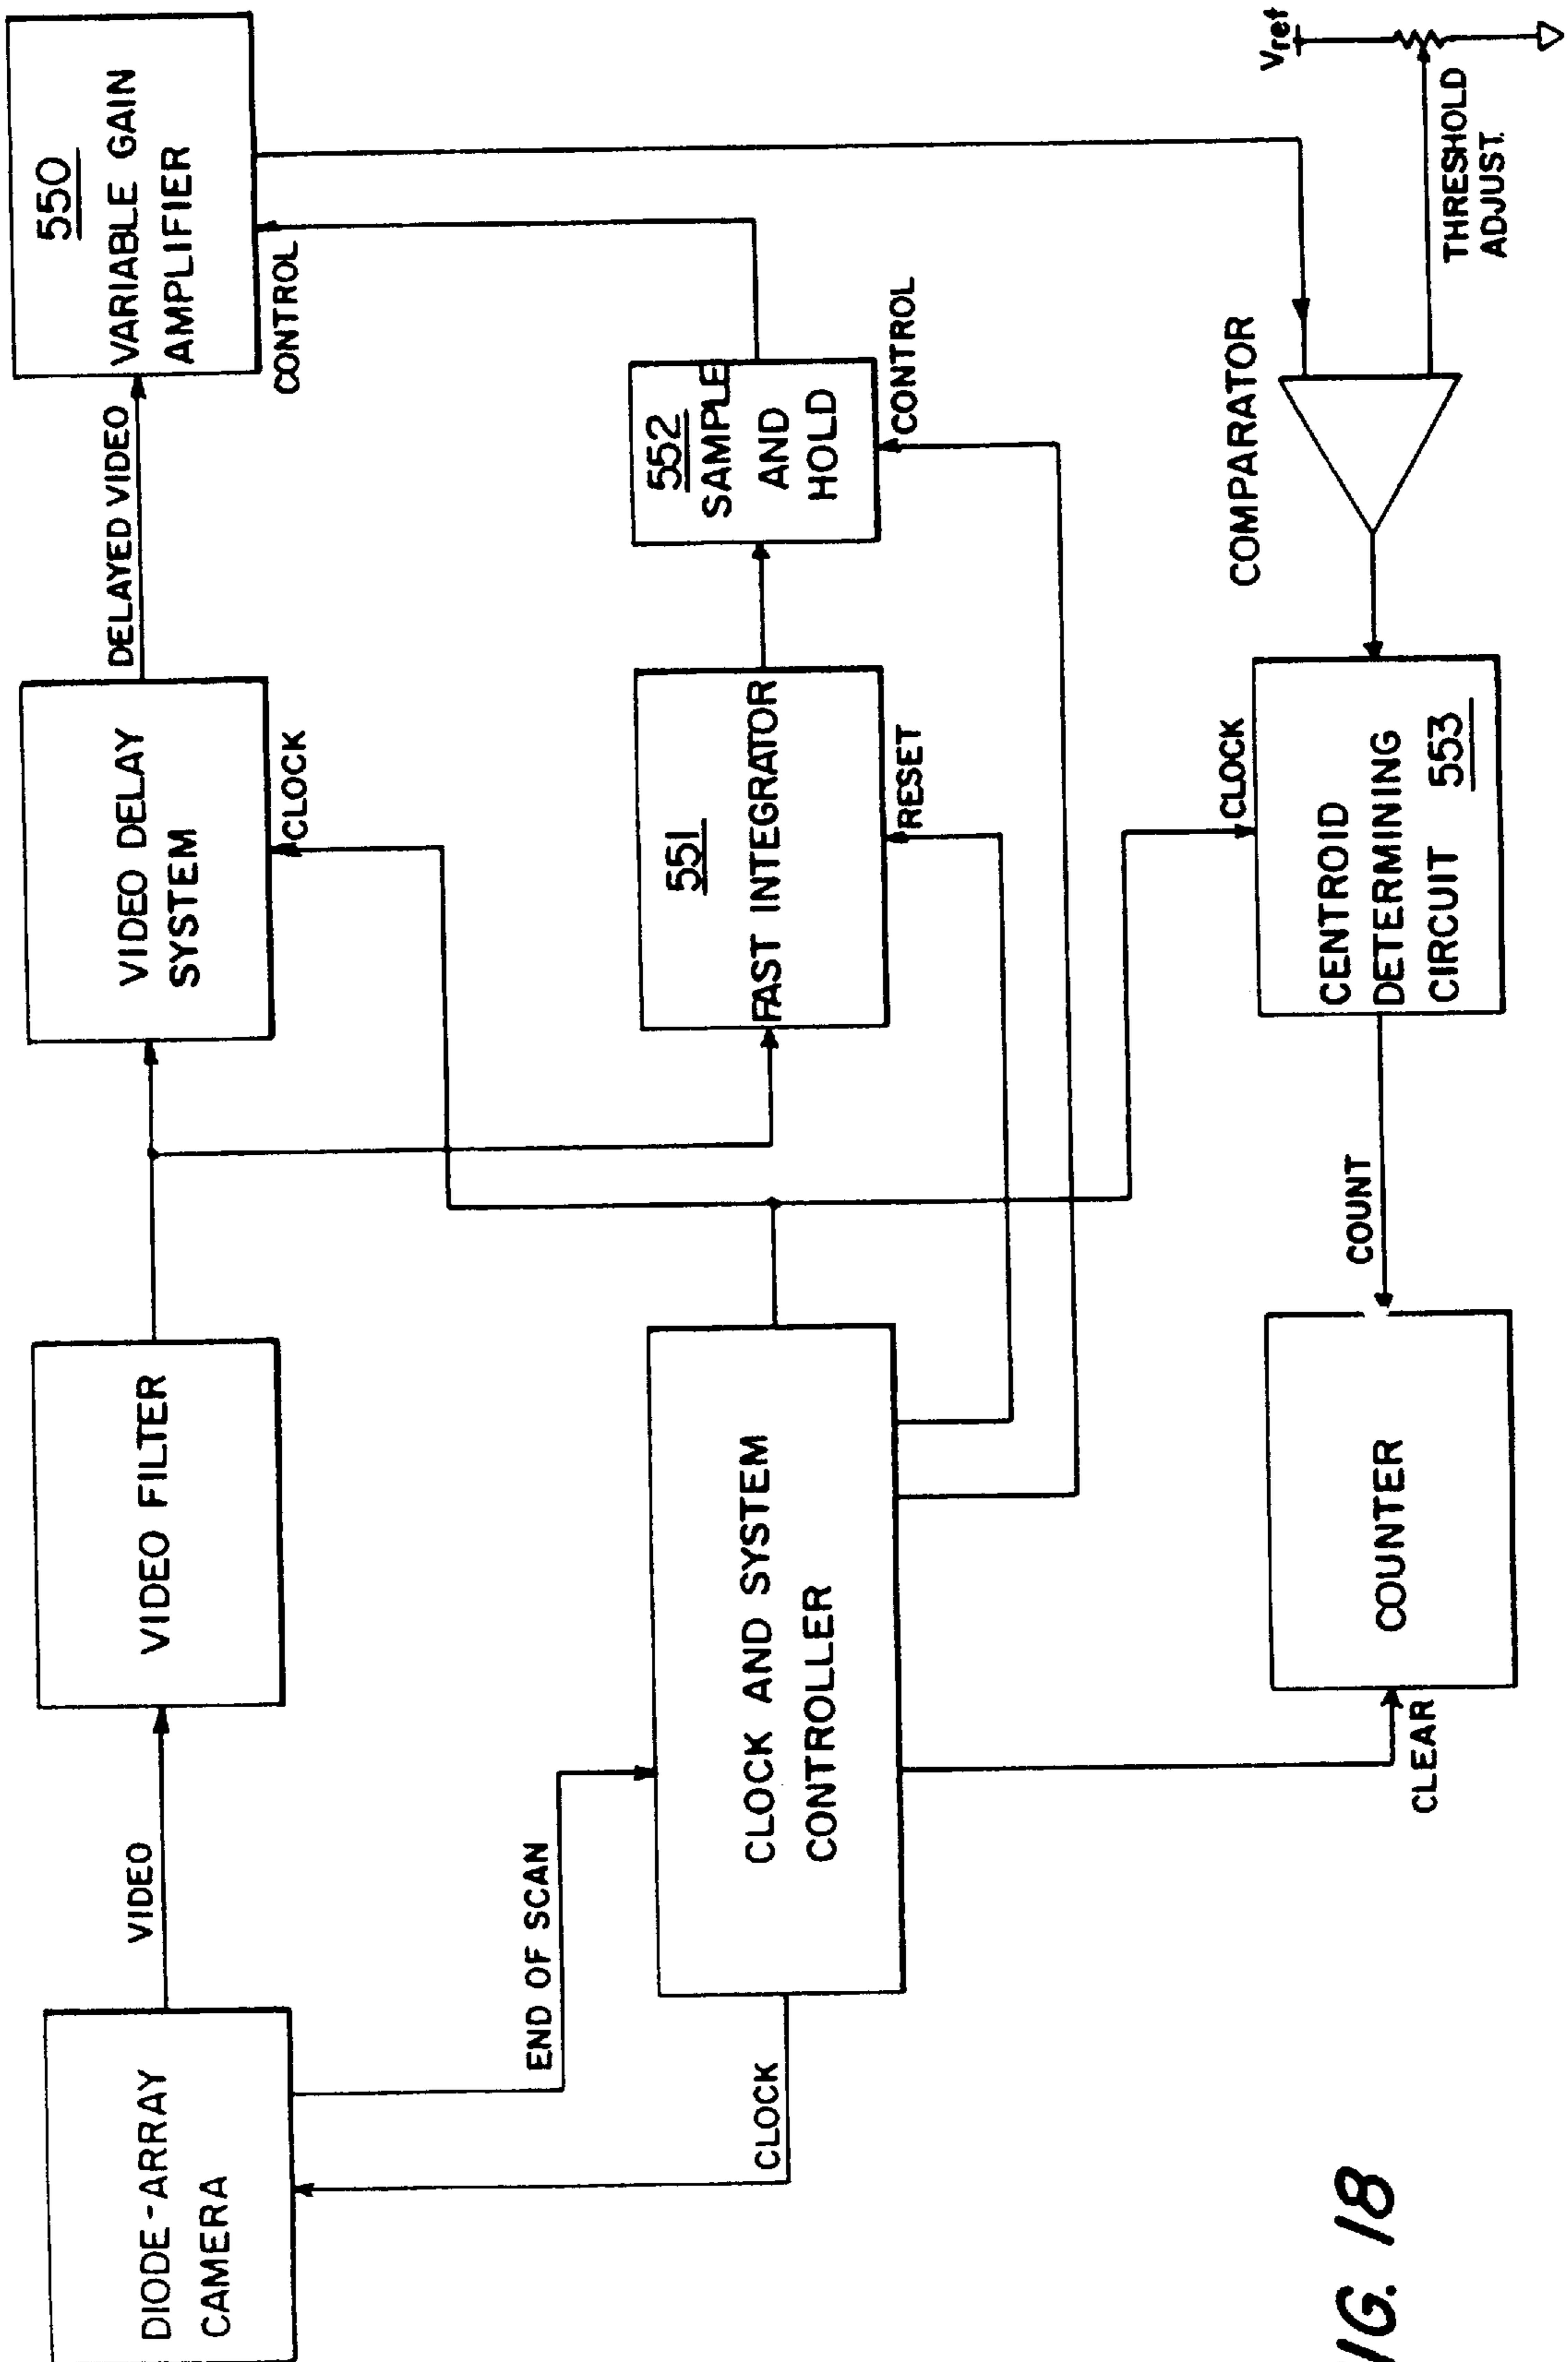 DIODE-ARRAY
CAMERA
VIDEO
VIDEO FILTER
VIDEO DELAY
SYSTEM
DELAYED VIDEO
550
VARIABLE GAIN
AMPLIFIER
CLOCK
CONTROL
END OF SCAN
CLOCK
CLOCK AND SYSTEM
CONTROLLER
551
FAST INTEGRATOR
RESET
552
SAMPLE
AND
HOLD
CONTROL
CLEAR
COUNTER
COUNT
CLOCK
CENTROID
DETERMINING
CIRCUIT 553
COMPARATOR
Vref
THRESHOLD
ADJUST.
IG. 18